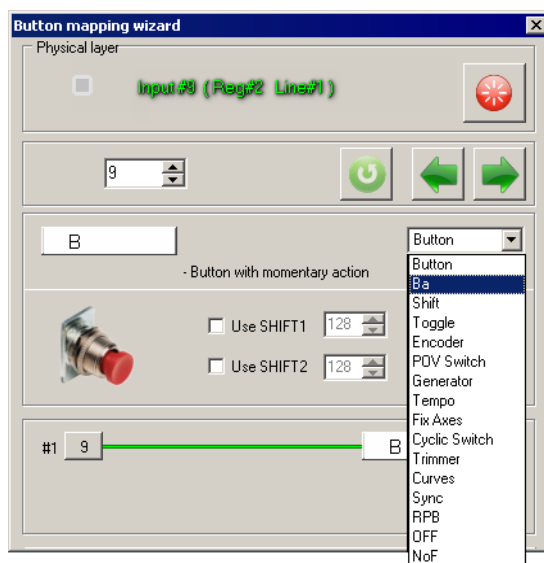 Button mapping wizard
Physical layer
Input#9 (Reg#2 Line#1)
9
B
Button
- Button with momentary action
Use SHIFT1 128
Use SHIFT2 128
#1 9 B
Button
Ba
Shift
Toggle
Encoder
POV Switch
Generator
Tempo
Fix Axes
Cyclic Switch
Trimmer
Curves
Sync
RPB
OFF
NoF